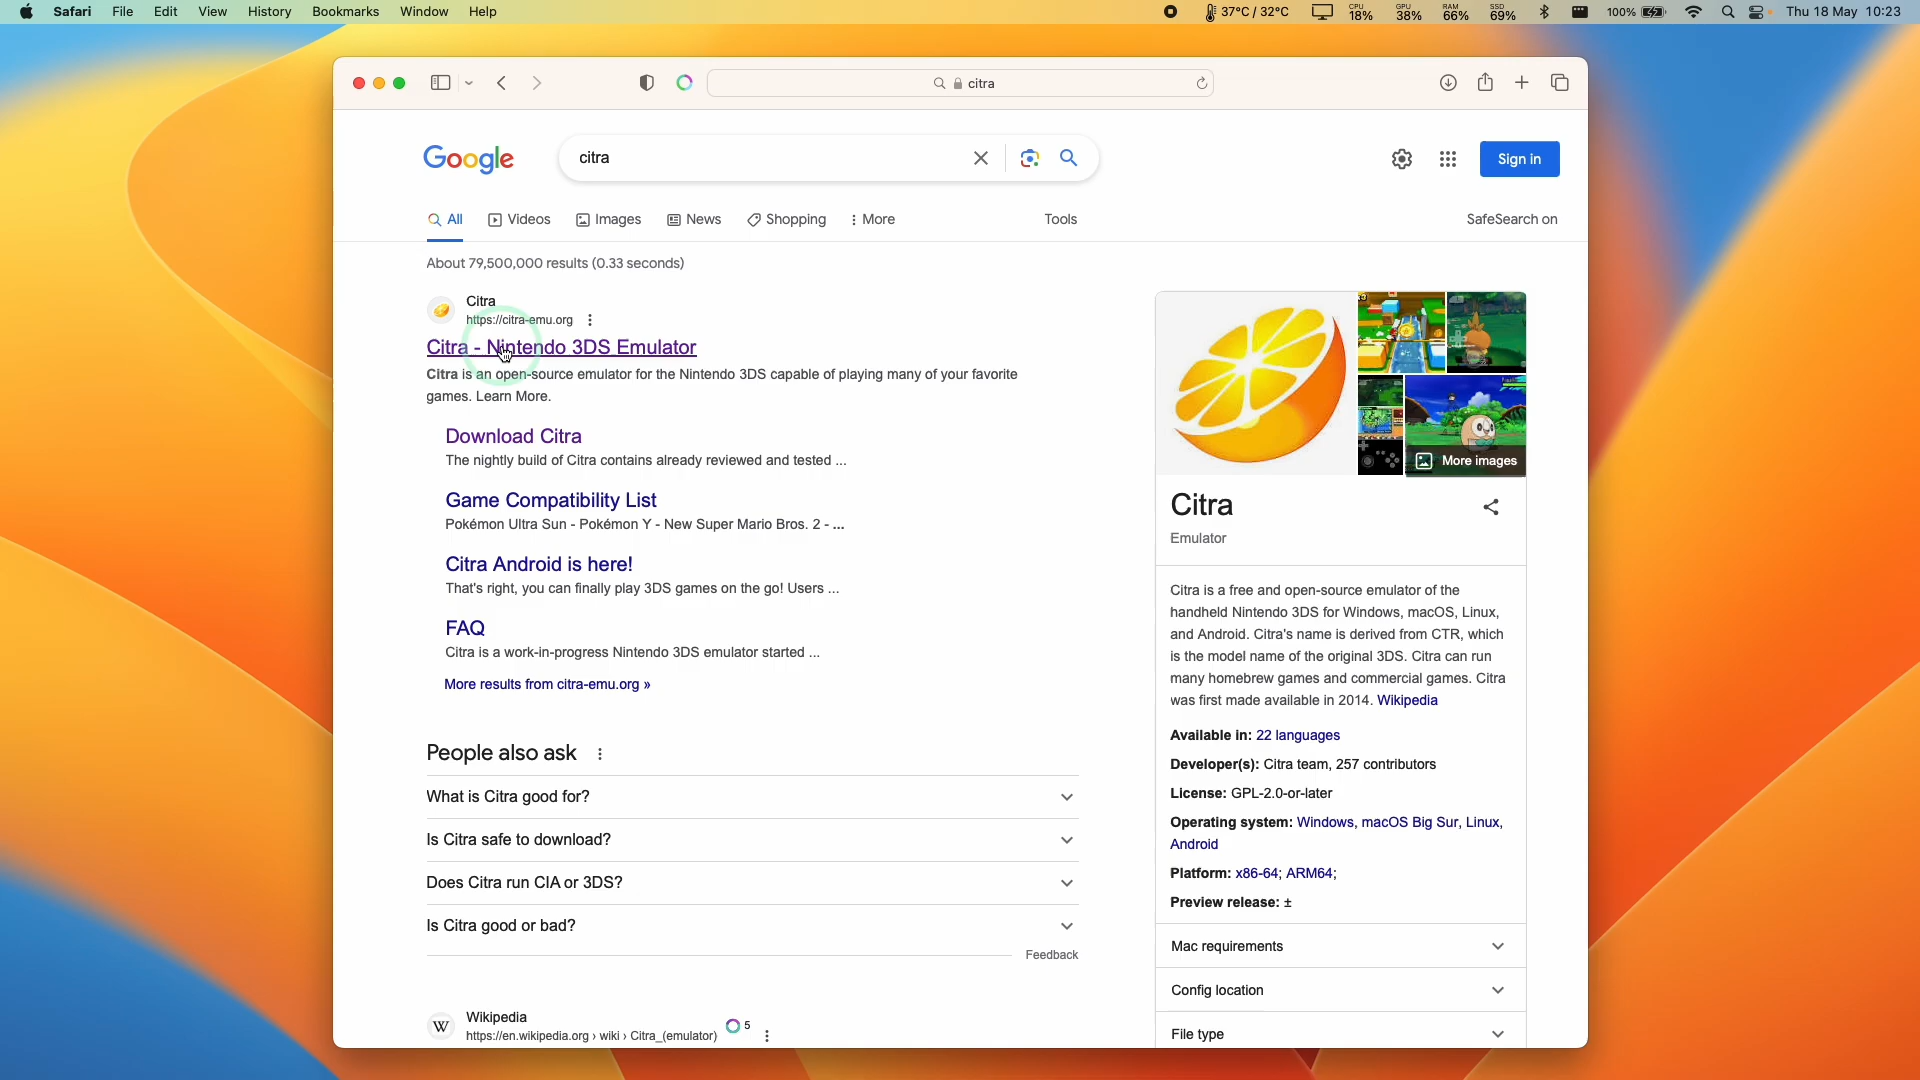 Safari File Edit View History Bookmarks Window Help 37°C / 32°C CPU 18% GPU 38% RAM 66% SSD 69% 100% Thu 18 May 10:23
citra
Google citra Sign in
All Videos Images News Shopping More Tools SafeSearch on
About 79,500,000 results (0.33 seconds)
Citra
https://citra-emu.org
Citra - Nintendo 3DS Emulator
Citra is an open-source emulator for the Nintendo 3DS capable of playing many of your favorite
games. Learn More.
Download Citra
The nightly build of Citra contains already reviewed and tested ...
Game Compatibility List
Pokémon Ultra Sun - Pokémon Y - New Super Mario Bros. 2 - ...
Citra Android is here!
That's right, you can finally play 3DS games on the go! Users ...
FAQ
Citra is a work-in-progress Nintendo 3DS emulator started ...
More results from citra-emu.org »
People also ask
What is Citra good for?
Is Citra safe to download?
Does Citra run CIA or 3DS?
Is Citra good or bad?
Feedback
Wikipedia
https://en.wikipedia.org › wiki › Citra_(emulator) 5
W
More images
Citra
Emulator
Citra is a free and open-source emulator of the
handheld Nintendo 3DS for Windows, macOS, Linux,
and Android. Citra's name is derived from CTR, which
is the model name of the original 3DS. Citra can run
many homebrew games and commercial games. Citra
was first made available in 2014. Wikipedia
Available in: 22 languages
Developer(s): Citra team, 257 contributors
License: GPL-2.0-or-later
Operating system: Windows, macOS Big Sur, Linux,
Android
Platform: x86-64; ARM64;
Preview release: ±
Mac requirements
Config location
File type